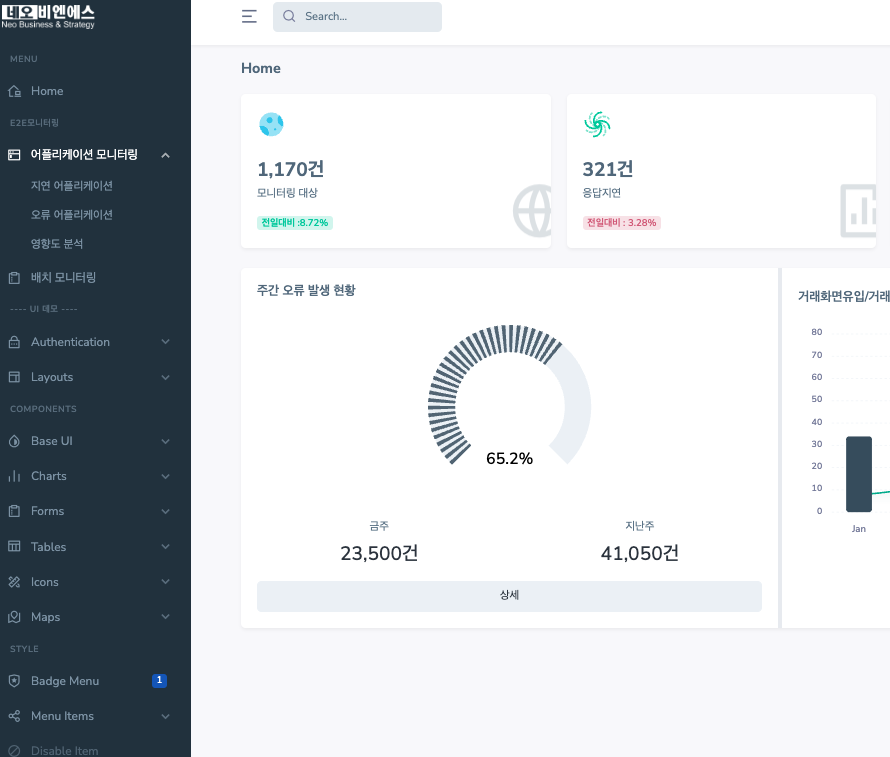 네오비엔에스
Neo Business & Strategy
MENU
Home
E2E모니터링
어플리케이션 모니터링
지연 어플리케이션
오류 어플리케이션
영향도 분석
배치 모니터링
---- UI 데모 ----
Authentication
Layouts
COMPONENTS
Base UI
Charts
Forms
Tables
Icons
Maps
STYLE
Badge Menu 1
Menu Items
Disable Item
Search...
Home
1,170건
모니터링 대상
전일대비 :8.72%
321건
응답지연
전일대비 : 3.28%
주간 오류 발생 현황
65.2%
금주
23,500건
지난주
41,050건
상세
거래화면유입/거래
80
70
60
50
40
30
20
10
0
Jan